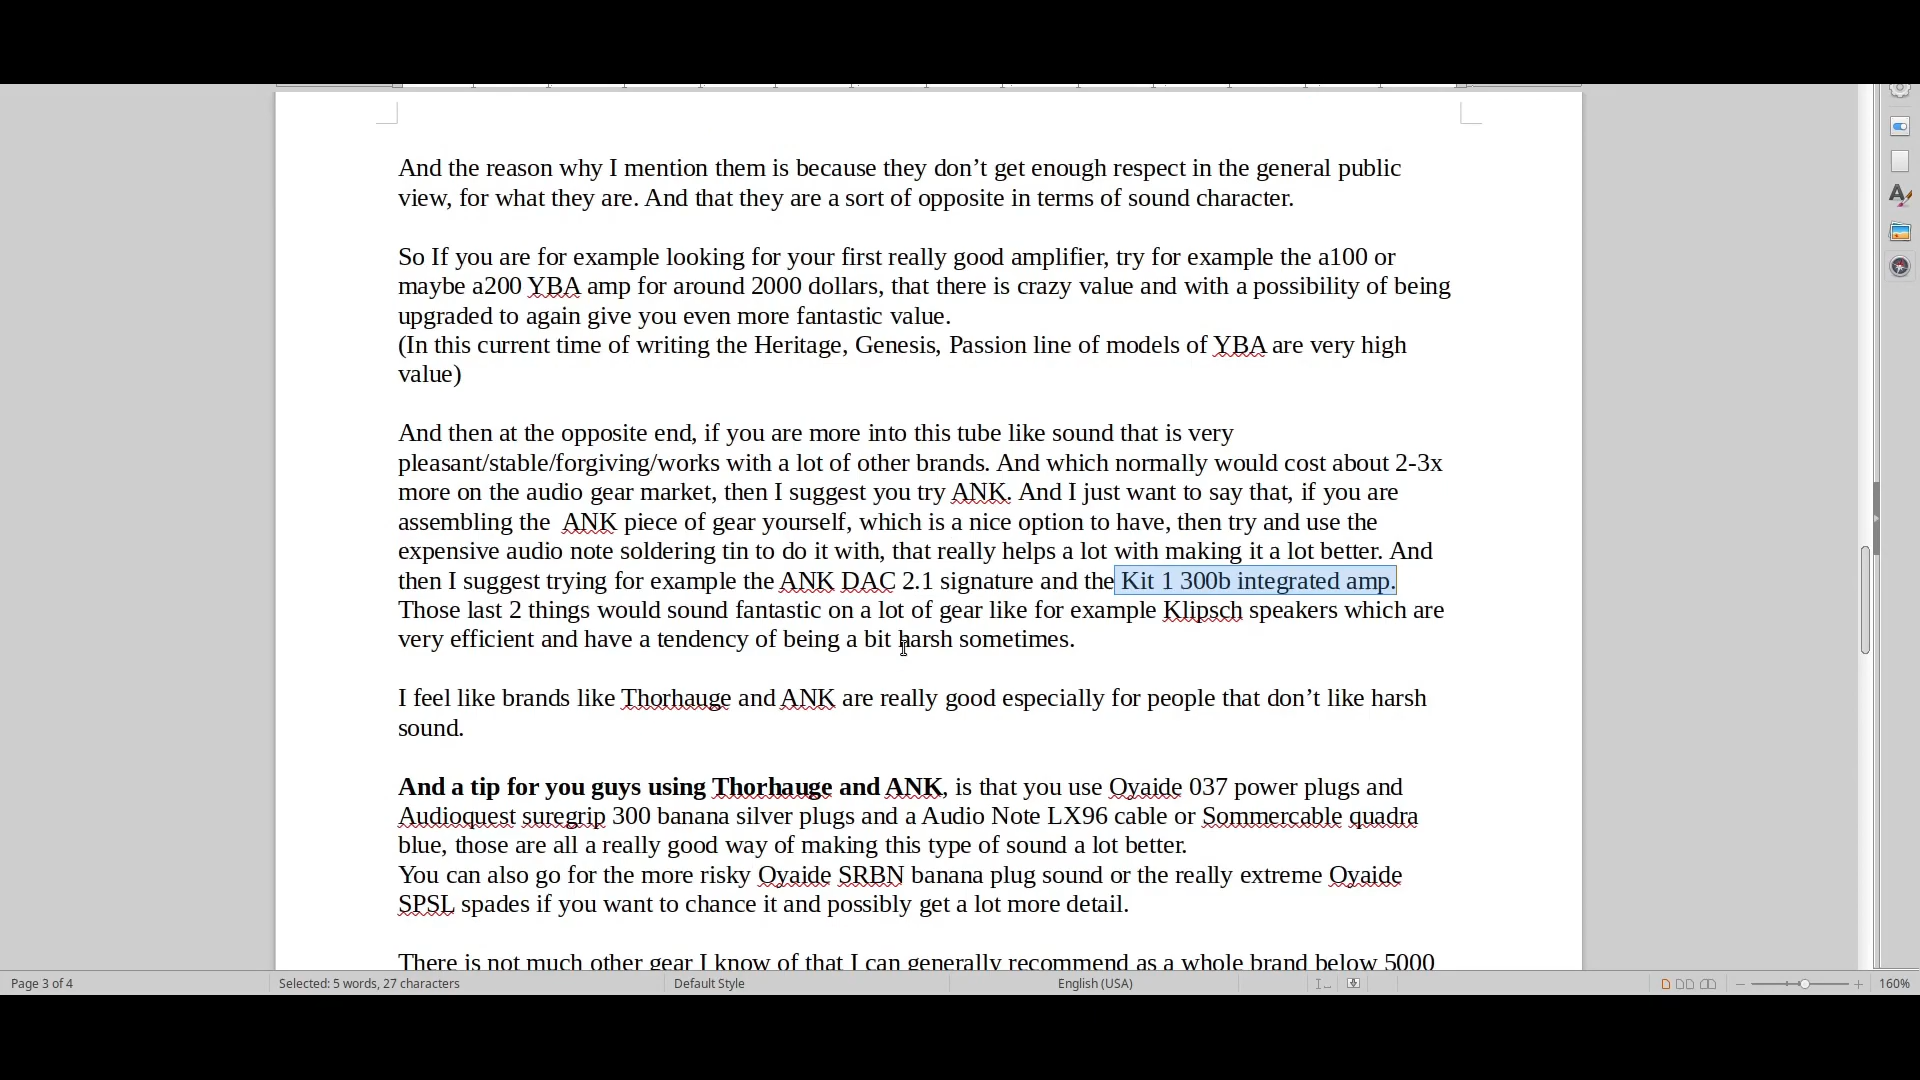 And the reason why I mention them is because they don’t get enough respect in the general public
view, for what they are. And that they are a sort of opposite in terms of sound character.
So If you are for example looking for your first really good amplifier, try for example the a100 or
maybe a200 YBA amp for around 2000 dollars, that there is crazy value and with a possibility of being
upgraded to again give you even more fantastic value.
(In this current time of writing the Heritage, Genesis, Passion line of models of YBA are very high
value)
And then at the opposite end, if you are more into this tube like sound that is very
pleasant/stable/forgiving/works with a lot of other brands. And which normally would cost about 2-3x
more on the audio gear market, then I suggest you try ANK. And I just want to say that, if you are
assembling the  ANK piece of gear yourself, which is a nice option to have, then try and use the
expensive audio note soldering tin to do it with, that really helps a lot with making it a lot better. And
then I suggest trying for example the ANK DAC 2.1 signature and the Kit 1 300b integrated amp.
Those last 2 things would sound fantastic on a lot of gear like for example Klipsch speakers which are
very efficient and have a tendency of being a bit harsh sometimes.
I feel like brands like Thorhauge and ANK are really good especially for people that don’t like harsh
sound.
And a tip for you guys using Thorhauge and ANK, is that you use Oyaide 037 power plugs and
Audioquest suregrip 300 banana silver plugs and a Audio Note LX96 cable or Sommercable quadra
blue, those are all a really good way of making this type of sound a lot better.
You can also go for the more risky Oyaide SRBN banana plug sound or the really extreme Oyaide
SPSL spades if you want to chance it and possibly get a lot more detail.
There is not much other gear I know of that I can generally recommend as a whole brand below 5000
Page 3 of 4
Selected: 5 words, 27 characters
Default Style
English (USA)
160%